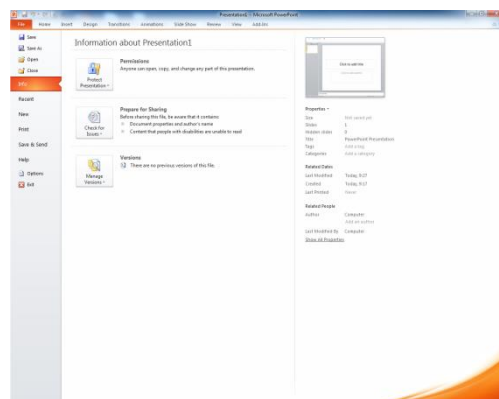 Presentation1 - Microsoft PowerPoint
File Home Insert Design Transitions Animations Slide Show Review View Add-Ins
Save
Save As
Open
Close
Info
Recent
New
Print
Save & Send
Help
Options
Exit
Information about Presentation1
Protect Presentation
Permissions
Anyone can open, copy, and change any part of this presentation.
Check for Issues
Prepare for Sharing
Before sharing this file, be aware that it contains:
Document properties and author's name
Content that people with disabilities are unable to read
Manage Versions
Versions
There are no previous versions of this file.
Click to add title
Properties
Size Not saved yet
Slides 1
Hidden slides 0
Title PowerPoint Presentation
Tags Add a tag
Categories Add a category
Related Dates
Last Modified Today, 9:27
Created Today, 9:27
Last Printed Never
Related People
Author Computer
Add an author
Last Modified By Computer
Show All Properties